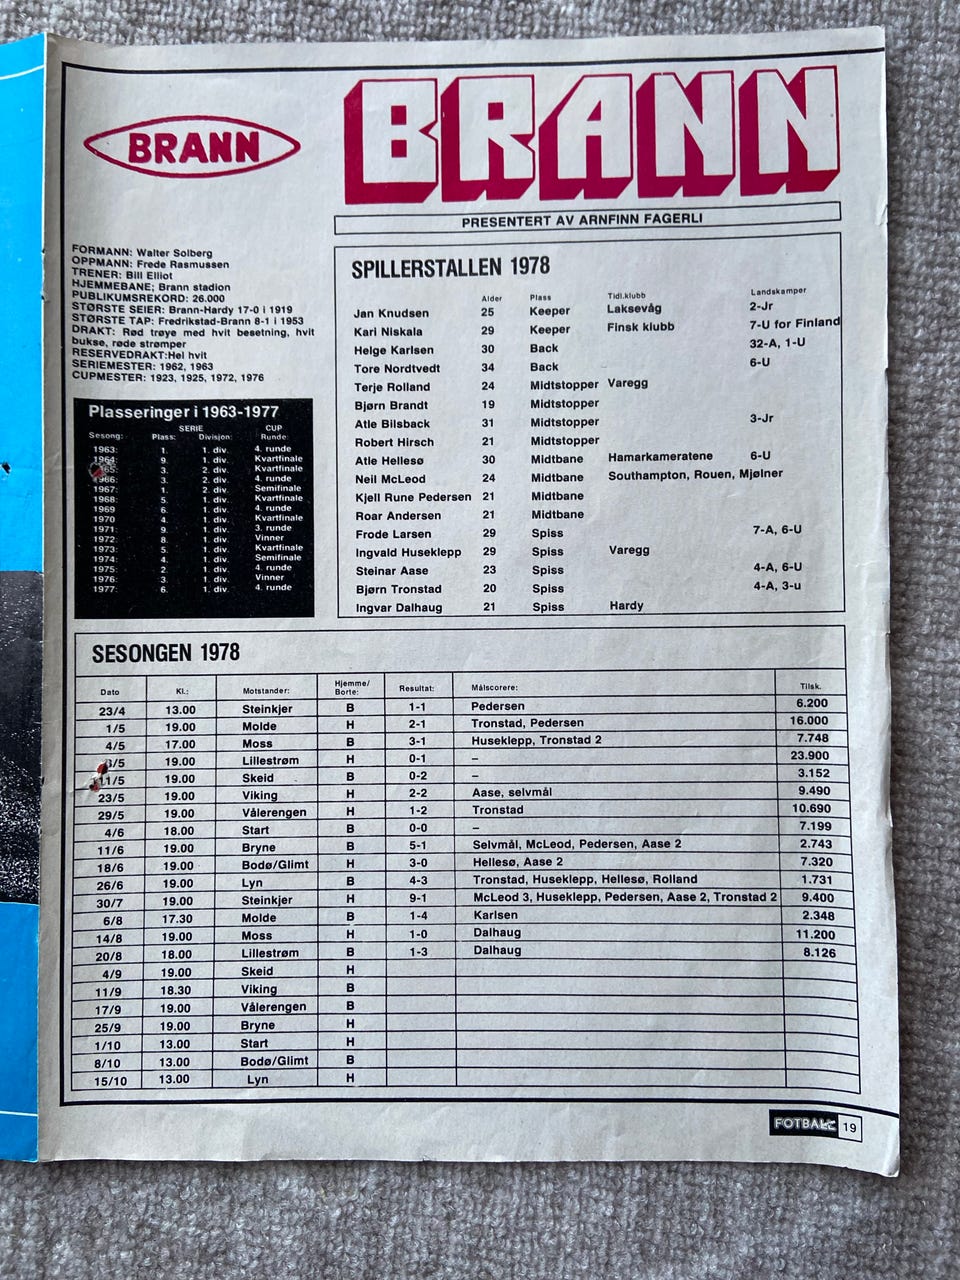 BRANN
BRANN
PRESENTERT AV ARNFINN FAGERLI
FORMANN: Walter Solberg
OPPMANN: Frede Rasmussen
TRENER: Bill Elliot
HJEMMEBANE; Brann stadion
PUBLIKUMSREKORD: 26.000
STØRSTE SEIER: Brann-Hardy 17-0 i 1919
STØRSTE TAP: Fredrikstad-Brann 8-1 i 1953
DRAKT: Rød trøye med hvit besetning, hvit
bukse, røde strømper
RESERVEDRAKT:Hel hvit
SERIEMESTER: 1962, 1963
CUPMESTER: 1923, 1925, 1972, 1976
Plasseringer i 1963-1977
SERIE CUP
Sesong: Plass: Divisjon: Runde:
1963: 1. 1. div. 4. runde
1964: 9. 1. div. Kvartfinale
65: 3. 2. div. Kvartfinale
1966: 3. 2. div. 4. runde
1967: 1. 2. div. Semifinale
1968: 5. 1. div. Kvartfinale
1969 6. 1. div. 4. runde
1970 4. 1. div. Kvartfinale
1971: 9. 1. div. 3. runde
1972: 8. 1. div. Vinner
1973: 5. 1. div. Kvartfinale
1974: 4. 1. div. Semifinale
1975: 2. 1. div. 4. runde
1976: 3. 1. div. Vinner
1977: 6. 1. div. 4. runde
SPILLERSTALLEN 1978
Alder Plass Tidl.klubb Landskamper
Jan Knudsen 25 Keeper Laksevåg 2-Jr
Kari Niskala 29 Keeper Finsk klubb 7-U for Finland
Helge Karlsen 30 Back 32-A, 1-U
Tore Nordtvedt 34 Back 6-U
Terje Rolland 24 Midtstopper Varegg
Bjørn Brandt 19 Midtstopper
Atle Bilsback 31 Midtstopper 3-Jr
Robert Hirsch 21 Midtstopper
Atle Hellesø 30 Midtbane Hamarkameratene 6-U
Neil McLeod 24 Midtbane Southampton, Rouen, Mjølner
Kjell Rune Pedersen 21 Midtbane
Roar Andersen 21 Midtbane
Frode Larsen 29 Spiss 7-A, 6-U
Ingvald Huseklepp 29 Spiss Varegg
Steinar Aase 23 Spiss 4-A, 6-U
Bjørn Tronstad 20 Spiss 4-A, 3-u
Ingvar Dalhaug 21 Spiss Hardy
SESONGEN 1978
Dato Kl.: Motstander: Hjemme/ Borte: Resultat: Målscorere: Tilsk.
23/4 13.00 Steinkjer B 1-1 Pedersen 6.200
1/5 19.00 Molde H 2-1 Tronstad, Pedersen 16.000
4/5 17.00 Moss B 3-1 Huseklepp, Tronstad 2 7.748
/5 19.00 Lillestrøm H 0-1 – 23.900
11/5 19.00 Skeid B 0-2 – 3.152
23/5 19.00 Viking H 2-2 Aase, selvmål 9.490
29/5 19.00 Vålerengen H 1-2 Tronstad 10.690
4/6 18.00 Start B 0-0 – 7.199
11/6 19.00 Bryne B 5-1 Selvmål, McLeod, Pedersen, Aase 2 2.743
18/6 19.00 Bodø/Glimt H 3-0 Hellesø, Aase 2 7.320
26/6 19.00 Lyn B 4-3 Tronstad, Huseklepp, Hellesø, Rolland 1.731
30/7 19.00 Steinkjer H 9-1 McLeod 3, Huseklepp, Pedersen, Aase 2, Tronstad 2 9.400
6/8 17.30 Molde B 1-4 Karlsen 2.348
14/8 19.00 Moss H 1-0 Dalhaug 11.200
20/8 18.00 Lillestrøm B 1-3 Dalhaug 8.126
4/9 19.00 Skeid H
11/9 18.30 Viking B
17/9 19.00 Vålerengen B
25/9 19.00 Bryne H
1/10 13.00 Start H
8/10 13.00 Bodø/Glimt B
15/10 13.00 Lyn H
FOTBALL 19